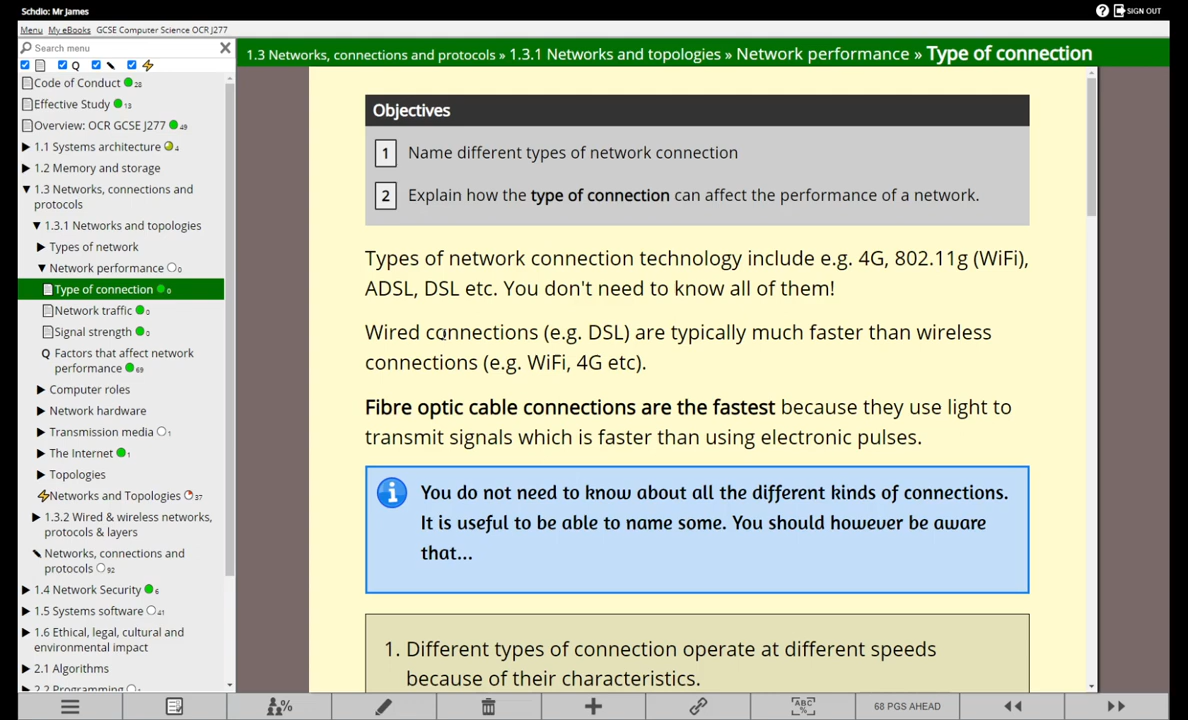 Schdio: Mr James
SIGN OUT
Menu My eBooks GCSE Computer Science OCR J277
Search menu
Q
Code of Conduct 28
Effective Study 13
Overview: OCR GCSE J277 49
1.1 Systems architecture 4
1.2 Memory and storage
1.3 Networks, connections and
protocols
1.3.1 Networks and topologies
Types of network
Network performance 0
Type of connection 0
Network traffic 0
Signal strength 0
Q Factors that affect network
performance 69
Computer roles
Network hardware
Transmission media 1
The Internet 1
Topologies
Networks and Topologies 37
1.3.2 Wired & wireless networks,
protocols & layers
Networks, connections and
protocols 92
1.4 Network Security 6
1.5 Systems software 41
1.6 Ethical, legal, cultural and
environmental impact
2.1 Algorithms
2.2 Programming
1.3 Networks, connections and protocols » 1.3.1 Networks and topologies » Network performance » Type of connection
Objectives
1 Name different types of network connection
2 Explain how the type of connection can affect the performance of a network.
Types of network connection technology include e.g. 4G, 802.11g (WiFi),
ADSL, DSL etc. You don't need to know all of them!
Wired connections (e.g. DSL) are typically much faster than wireless
connections (e.g. WiFi, 4G etc).
Fibre optic cable connections are the fastest because they use light to
transmit signals which is faster than using electronic pulses.
You do not need to know about all the different kinds of connections.
It is useful to be able to name some. You should however be aware
that...
1. Different types of connection operate at different speeds
because of their characteristics.
ABC
%
68 PGS AHEAD